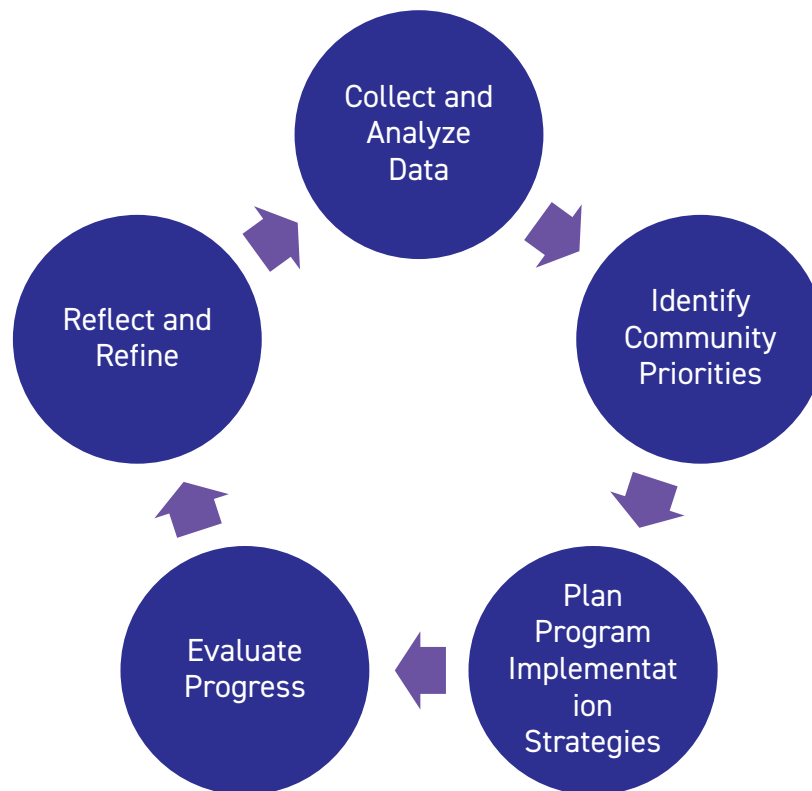 Collect and
Analyze
Data
Identify
Community
Priorities
Plan
Program
Implementat
ion
Strategies
Evaluate
Progress
Reflect and
Refine